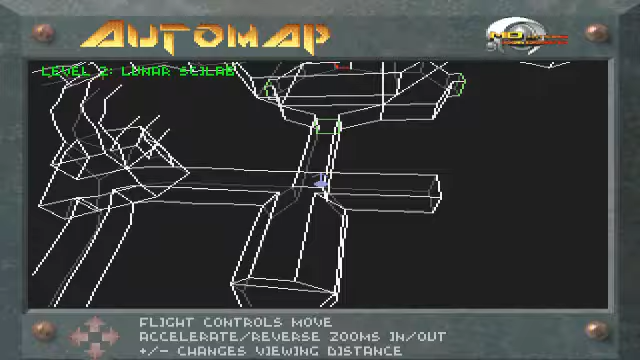 AUTOMAP
LEVEL 2: LUNAR SCILAB
FLIGHT CONTROLS MOVE
ACCELERATE/REVERSE ZOOMS IN/OUT
+/- CHANGES VIEWING DISTANCE